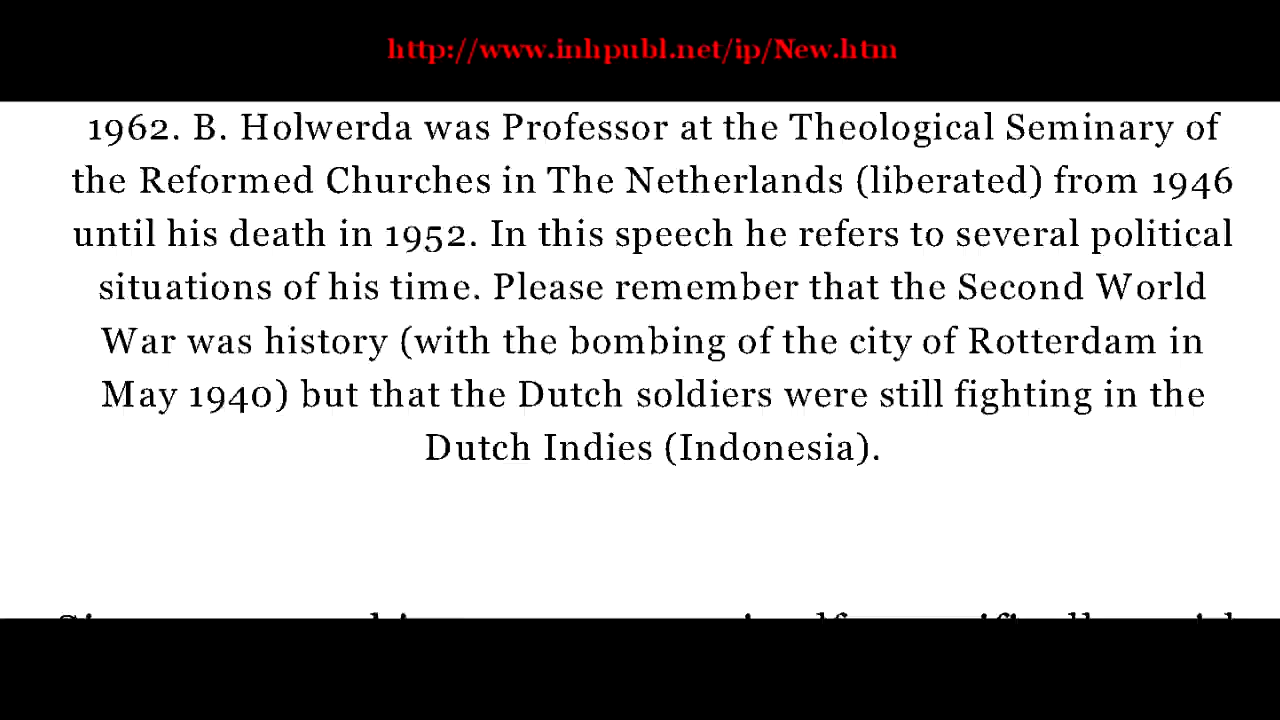 http://www.inhpubl.net/ip/New.htm
1962. B. Holwerda was Professor at the Theological Seminary of
the Reformed Churches in The Netherlands (liberated) from 1946
until his death in 1952. In this speech he refers to several political
situations of his time. Please remember that the Second World
War was history (with the bombing of the city of Rotterdam in
May 1940) but that the Dutch soldiers were still fighting in the
Dutch Indies (Indonesia).